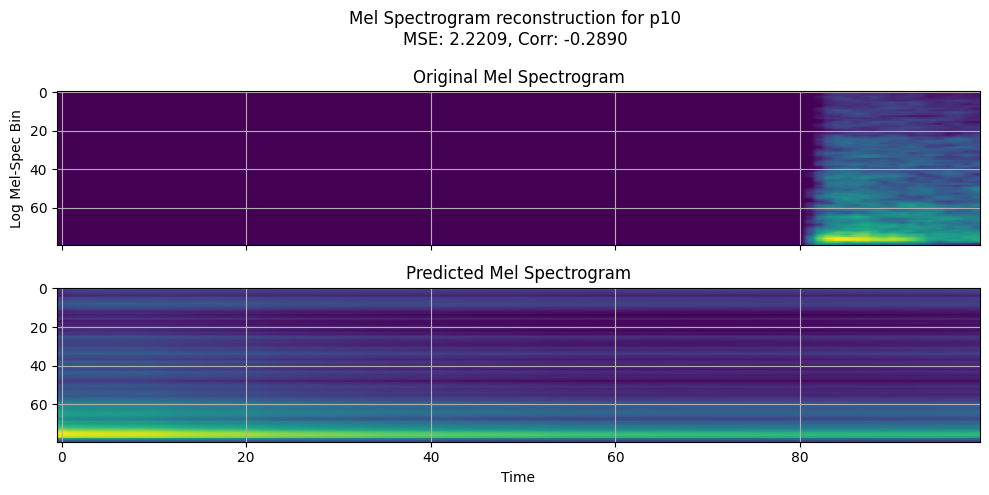 Mel Spectrogram reconstruction for p10
MSE: 2.2209, Corr: -0.2890
Original Mel Spectrogram
Log Mel-Spec Bin
0
20
40
60
Predicted Mel Spectrogram
0
20
40
60
0 20 40 60 80
Time